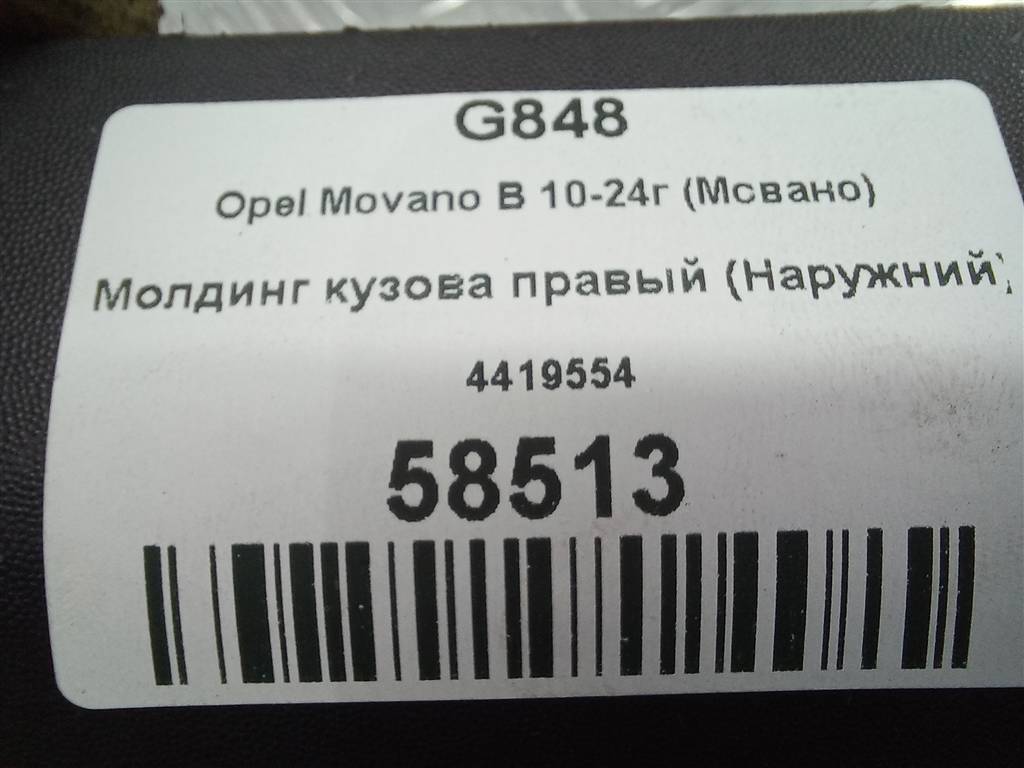 G848
Opel Movano B 10-24г (Мсвано)
Молдинг кузова правый (Наружний)
4419554
58513